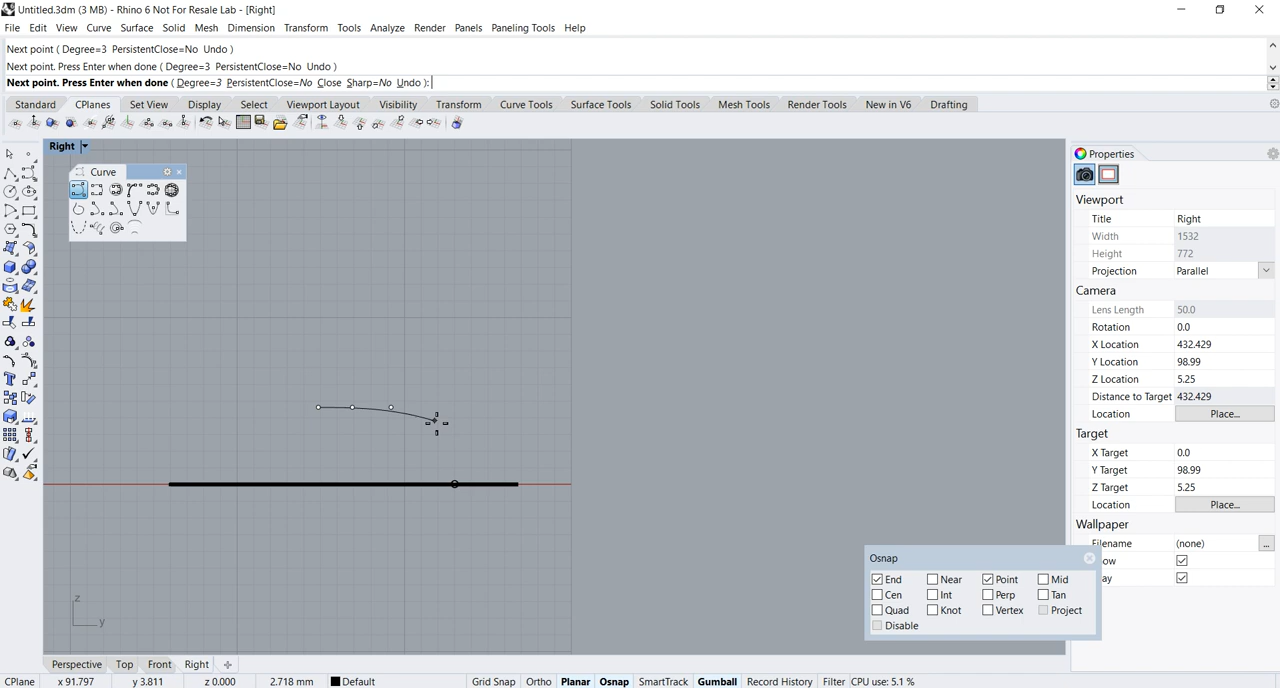 Untitled.3dm (3 MB) - Rhino 6 Not For Resale Lab - [Right]
File Edit View Curve Surface Solid Mesh Dimension Transform Tools Analyze Render Panels Paneling Tools Help
Next point ( Degree=3 PersistentClose=No Undo )
Next point. Press Enter when done ( Degree=3 PersistentClose=No Undo )
Next point. Press Enter when done ( Degree=3 PersistentClose=No Close Sharp=No Undo ):
Standard CPlanes Set View Display Select Viewport Layout Visibility Transform Curve Tools Surface Tools Solid Tools Mesh Tools Render Tools New in V6 Drafting
Right
Curve
Properties
Viewport
Title Right
Width 1532
Height 772
Projection Parallel
Camera
Lens Length 50.0
Rotation 0.0
X Location 432.429
Y Location 98.99
Z Location 5.25
Distance to Target 432.429
Location Place...
Target
X Target 0.0
Y Target 98.99
Z Target 5.25
Location Place...
Wallpaper
Filename (none) ...
ow
ay
Osnap
End Near Point Mid
Cen Int Perp Tan
Quad Knot Vertex Project
Disable
z
y
Perspective Top Front Right
CPlane x 91.797 y 3.811 z 0.000 2.718 mm Default Grid Snap Ortho Planar Osnap SmartTrack Gumball Record History Filter CPU use: 5.1 %